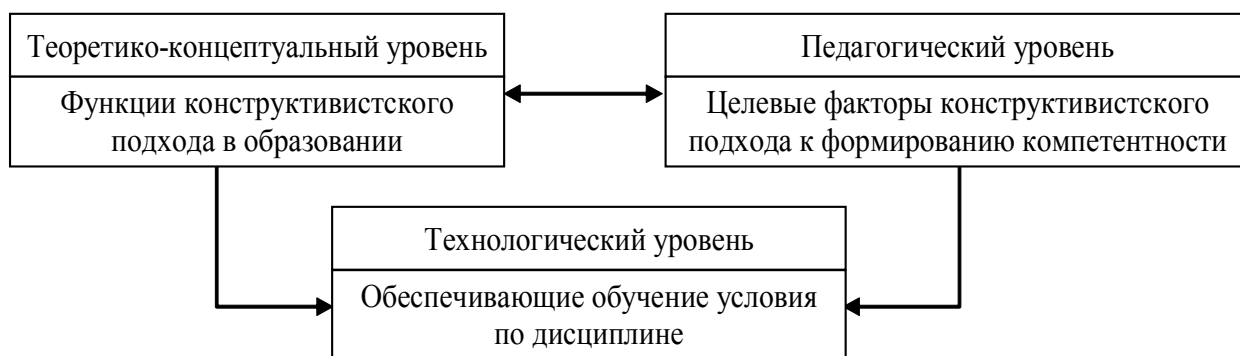 Теоретико-концептуальный уровень
Функции конструктивистского
подхода в образовании
Педагогический уровень
Целевые факторы конструктивистского
подхода к формированию компетентности
Технологический уровень
Обеспечивающие обучение условия
по дисциплине